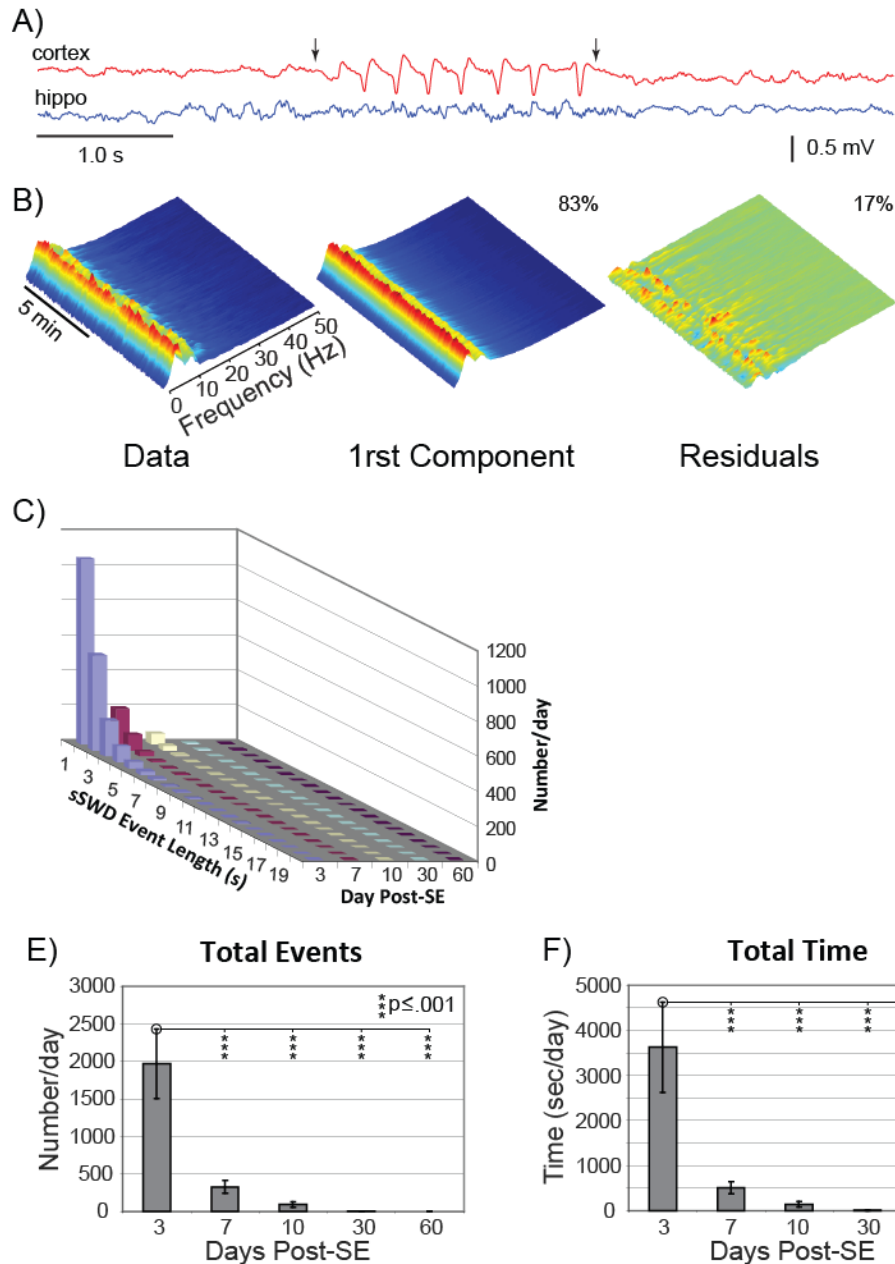 A)
cortex
hippo
1.0 s
0.5 mV
B)
83%
17%
5 min
0 10 20 30 40 50
Frequency (Hz)
Data 1rst Component Residuals
C)
1200
1000
800
600
400
200
0
Number/day
1 3 5 7 9 11 13 15 17 19
sSWD Event Length (s)
3 7 10 30 60
Day Post-SE
E) Total Events
3000
2500
2000
1500
1000
500
0
Number/day
***p≤.001
*** *** *** ***
3 7 10 30 60
Days Post-SE
F) Total Time
5000
4000
3000
1000
0
Time (sec/day)
*** *** ***
3 7 10 30
Days Post-SE